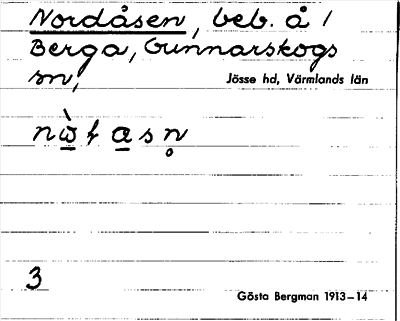 Nordåsen, beb. å /
Berga, Gunnarskogs
sn,
Jösse hd, Värmlands län
3
Gösta Bergman 1913–14